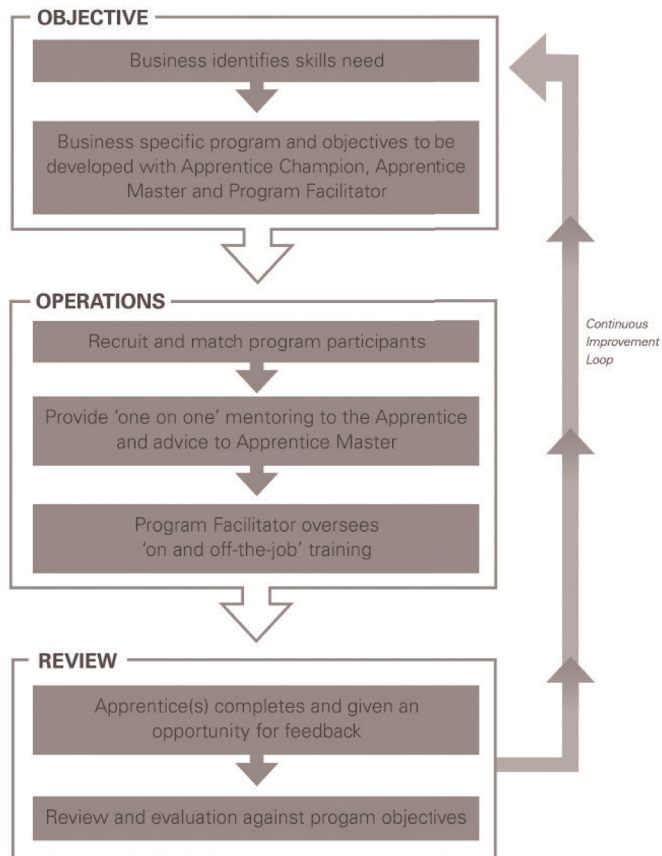 OBJECTIVE
Business identifies skills need
Business specific program and objectives to be
developed with Apprentice Champion, Apprentice
Master and Program Facilitator
OPERATIONS
Recruit and match program participants
Provide ‘one on one’ mentoring to the Apprentice
and advice to Apprentice Master
Program Facilitator oversees
‘on and off-the-job’ training
REVIEW
Apprentice(s) completes and given an
opportunity for feedback
Review and evaluation against progam objectives
Continuous
Improvement
Loop